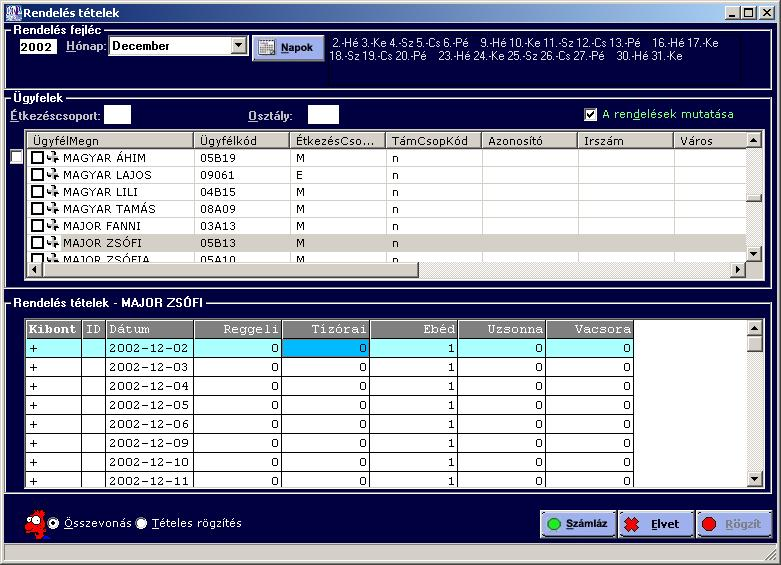 Rendelés tételek
Rendelés fejléc
2002 Hónap: December Napok
2.-Hé 3.-Ke 4.-Sz 5.-Cs 6.-Pé 9.-Hé 10.-Ke 11.-Sz 12.-Cs 13.-Pé 16.-Hé 17.-Ke
18.-Sz 19.-Cs 20.-Pé 23.-Hé 24.-Ke 25.-Sz 26.-Cs 27.-Pé 30.-Hé 31.-Ke
Ügyfelek
Étkezéscsoport: Osztály: A rendelések mutatása
ÜgyfélMegn Ügyfélkód ÉtkezésCso... TámCsopKód Azonosító Irszám Város
MAGYAR ÁHIM 05B19 M n
MAGYAR LAJOS 09061 E n
MAGYAR LILI 04B15 M n
MAGYAR TAMÁS 08A09 M n
MAJOR FANNI 03A13 M n
MAJOR ZSÓFI 05B13 M n
MAJOR ZSÓFIA 05A10 M n
Rendelés tételek - MAJOR ZSÓFI
Kibont ID Dátum Reggeli Tízórai Ebéd Uzsonna Vacsora
+ 2002-12-02 0 0 1 0 0
+ 2002-12-03 0 0 1 0 0
+ 2002-12-04 0 0 1 0 0
+ 2002-12-05 0 0 1 0 0
+ 2002-12-06 0 0 1 0 0
+ 2002-12-09 0 0 1 0 0
+ 2002-12-10 0 0 1 0 0
+ 2002-12-11 0 0 1 0 0
Összevonás Tételes rögzítés Számláz Elvet Rögzít